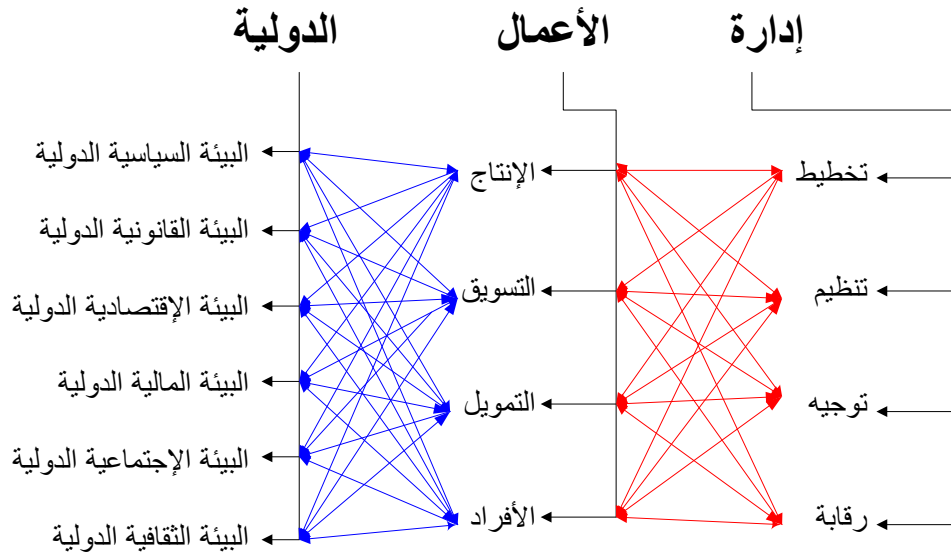 إدارة الأعمال الدولية
تخطيط
تنظيم
توجيه
رقابة
الإنتاج
التسويق
التمويل
الأفراد
البيئة السياسية الدولية
البيئة القانونية الدولية
البيئة الإقتصادية الدولية
البيئة المالية الدولية
البيئة الإجتماعية الدولية
البيئة الثقافية الدولية